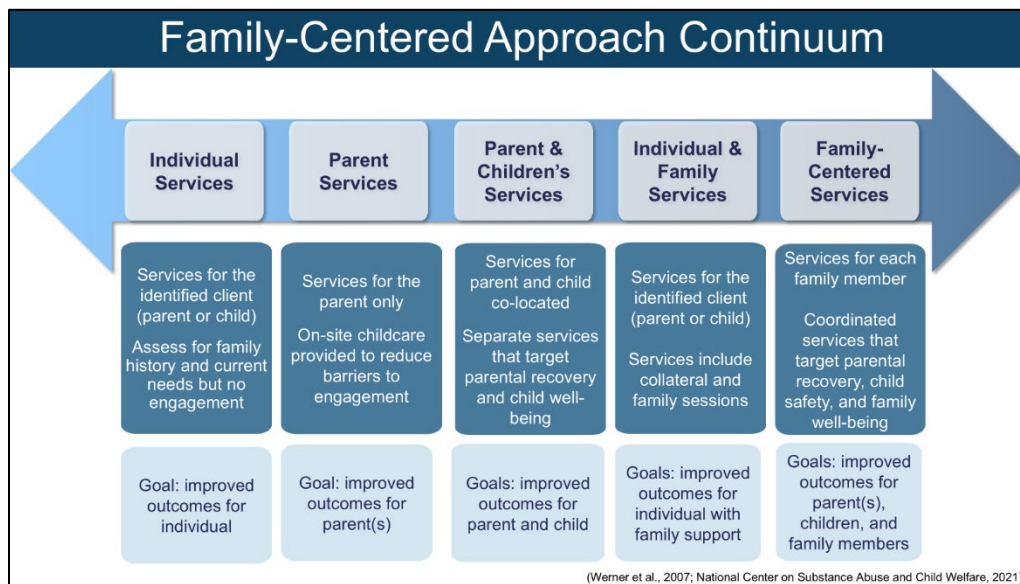 Family-Centered Approach Continuum
Individual
Services
Parent
Services
Parent &
Children's
Services
Individual &
Family
Services
Family-
Centered
Services
Services for the
identified client
(parent or child)
Assess for family
history and current
needs but no
engagement
Services for the
parent only
On-site childcare
provided to reduce
barriers to
engagement
Services for
parent and child
co-located
Separate services
that target
parental recovery
and child well-
being
Services for the
identified client
(parent or child)
Services include
collateral and
family sessions
Services for each
family member
Coordinated
services that
target parental
recovery, child
safety, and family
well-being
Goal: improved
outcomes for
individual
Goal: improved
outcomes for
parent(s)
Goals: improved
outcomes for
parent and child
Goals: improved
outcomes for
individual with
family support
Goals: improved
outcomes for
parent(s),
children, and
family members
(Werner et al., 2007; National Center on Substance Abuse and Child Welfare, 2021)